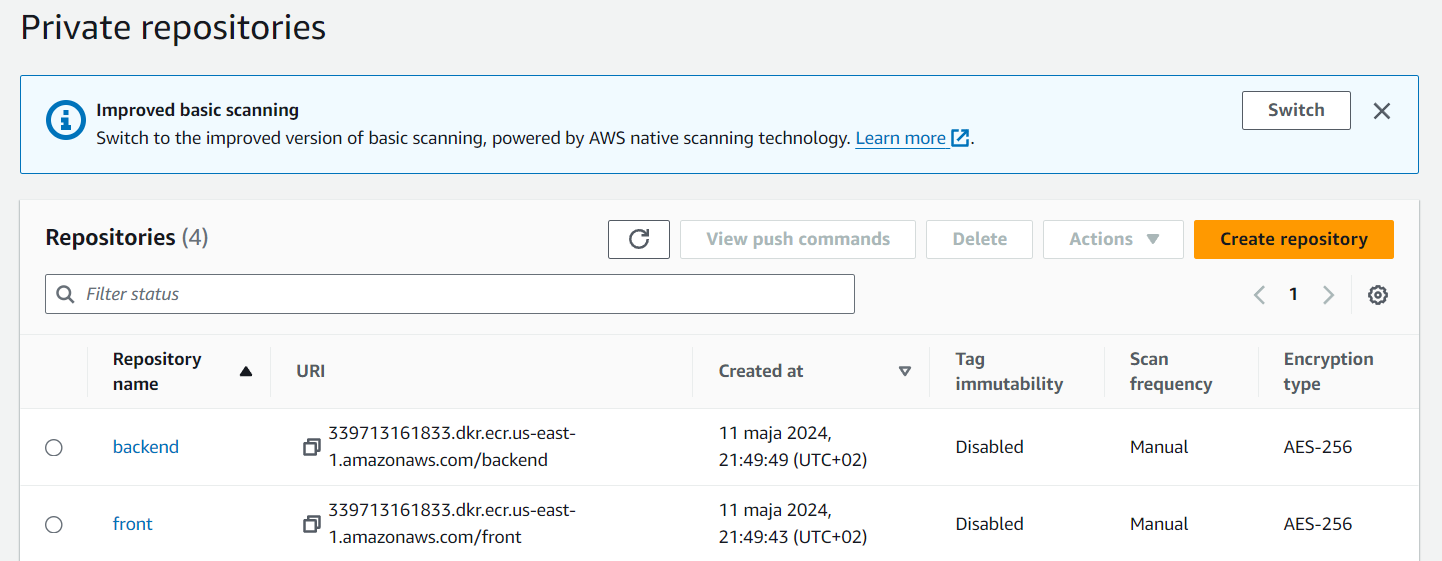 Private repositories
Improved basic scanning
Switch to the improved version of basic scanning, powered by AWS native scanning technology. Learn more.
Switch
Repositories (4)
View push commands
Delete
Actions
Create repository
Filter status
1
Repository name
URI
Created at
Tag immutability
Scan frequency
Encryption type
backend
339713161833.dkr.ecr.us-east-
1.amazonaws.com/backend
11 maja 2024,
21:49:49 (UTC+02)
Disabled
Manual
AES-256
front
339713161833.dkr.ecr.us-east-
1.amazonaws.com/front
11 maja 2024,
21:49:43 (UTC+02)
Disabled
Manual
AES-256